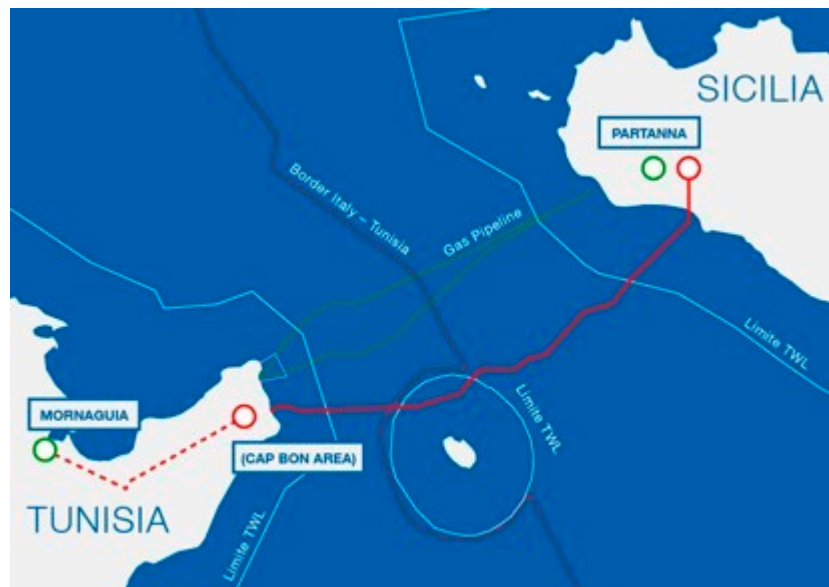 SICILIA
PARTANNA
Border Italy – Tunisia
Gas Pipeline
Limite TWL
Limite TWL
MORNAGUIA
(CAP BON AREA)
TUNISIA
Limite TWL